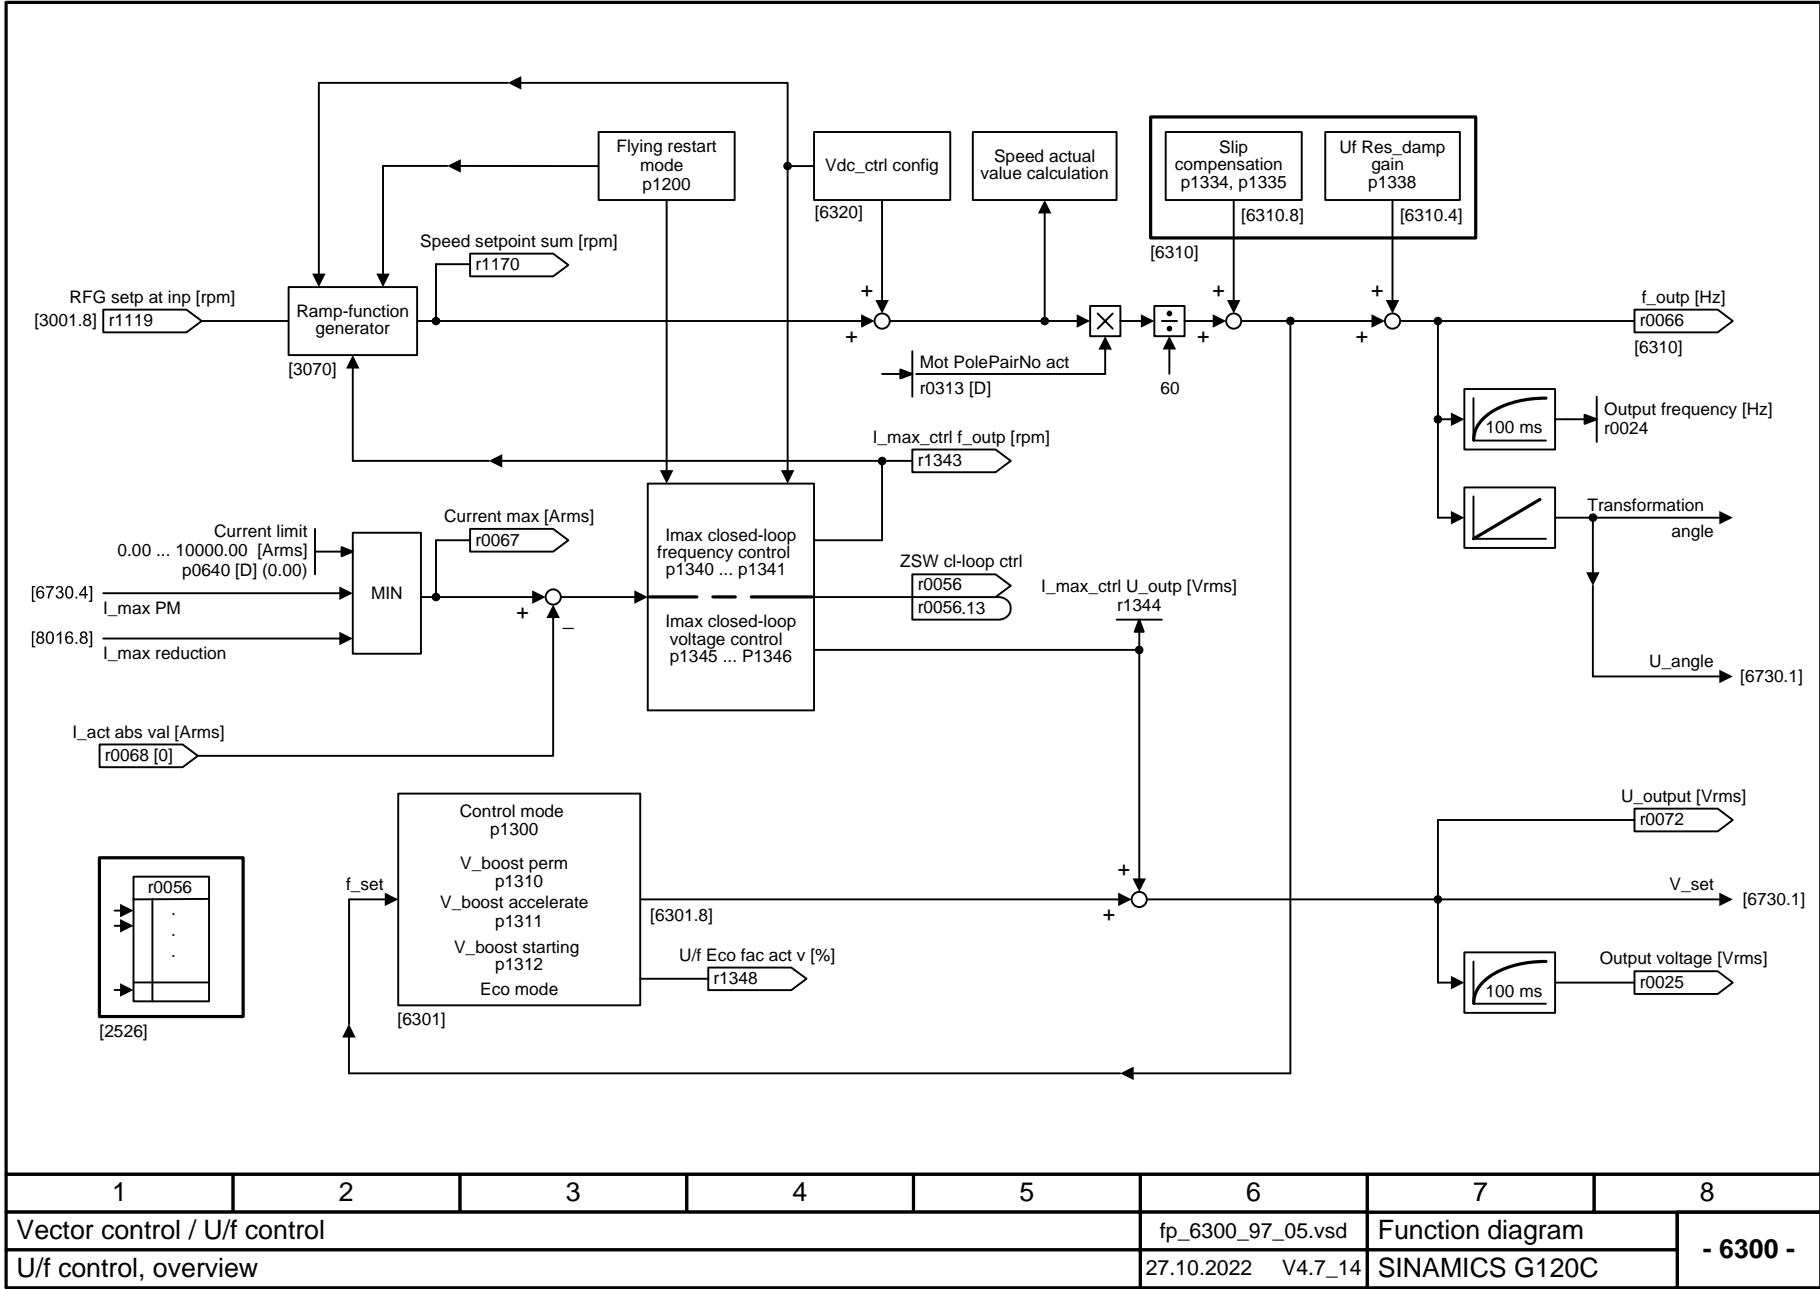 Flying restart
mode
p1200
Vdc_ctrl config
[6320]
Speed actual
value calculation
Slip
compensation
p1334, p1335
[6310.8]
Uf Res_damp
gain
p1338
[6310.4]
[6310]
Speed setpoint sum [rpm]
r1170
RFG setp at inp [rpm]
[3001.8] r1119
Ramp-function
generator
[3070]
+
+
+
+
+
+
f_outp [Hz]
r0066
[6310]
Mot PolePairNo act
r0313 [D]
60
100 ms
Output frequency [Hz]
r0024
I_max_ctrl f_outp [rpm]
r1343
Current limit
0.00 ... 10000.00 [Arms]
p0640 [D] (0.00)
[6730.4]
I_max PM
[8016.8]
I_max reduction
MIN
Current max [Arms]
r0067
+
_
Imax closed-loop
frequency control
p1340 ... p1341
Imax closed-loop
voltage control
p1345 ... P1346
ZSW cl-loop ctrl
r0056
r0056.13
I_max_ctrl U_outp [Vrms]
r1344
Transformation
angle
U_angle
[6730.1]
I_act abs val [Arms]
r0068 [0]
Control mode
p1300
V_boost perm
p1310
V_boost accelerate
p1311
V_boost starting
p1312
Eco mode
f_set
[6301]
[6301.8]
U/f Eco fac act v [%]
r1348
+
+
U_output [Vrms]
r0072
V_set
[6730.1]
100 ms
Output voltage [Vrms]
r0025
r0056
.
.
.
[2526]
1 2 3 4 5 6 7 8
Vector control / U/f control
fp_6300_97_05.vsd
Function diagram
- 6300 -
U/f control, overview
27.10.2022 V4.7_14
SINAMICS G120C